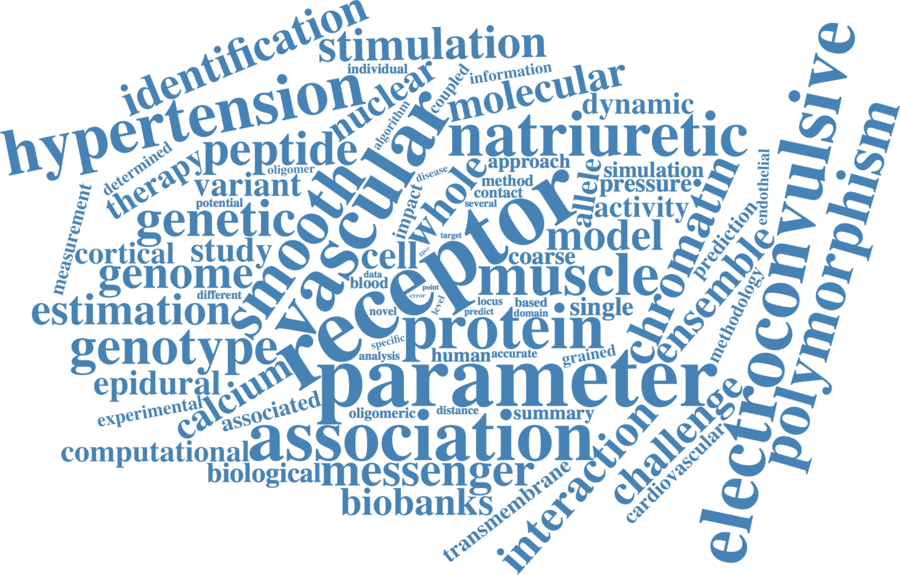 identification
stimulation
individual
information
hypertension
nuclear
coupled
molecular
algorithm
dynamic
electroconvulsive
polymorphism
determined
therapy
peptide
oligomer
vascular
natriuretic
whole
approach
disease
simulation
variant
potential
smooth
impact
method
contact
several
allele
pressure
endothelial
measurement
genetic
activity
cortical
study
cell
target
receptor
model
chromatin
prediction
genome
data
blood
coarse
muscle
ensemble
methodology
different
point
error
level
locus
predict
based
domain
single
estimation
novel
protein
genotype
specific
analysis
human
accurate
grained
epidural
calcium
parameter
experimental
associated
oligomeric
distance
summary
challenge
cardiovascular
computational
association
interaction
biological
messenger
transmembrane
biobanks